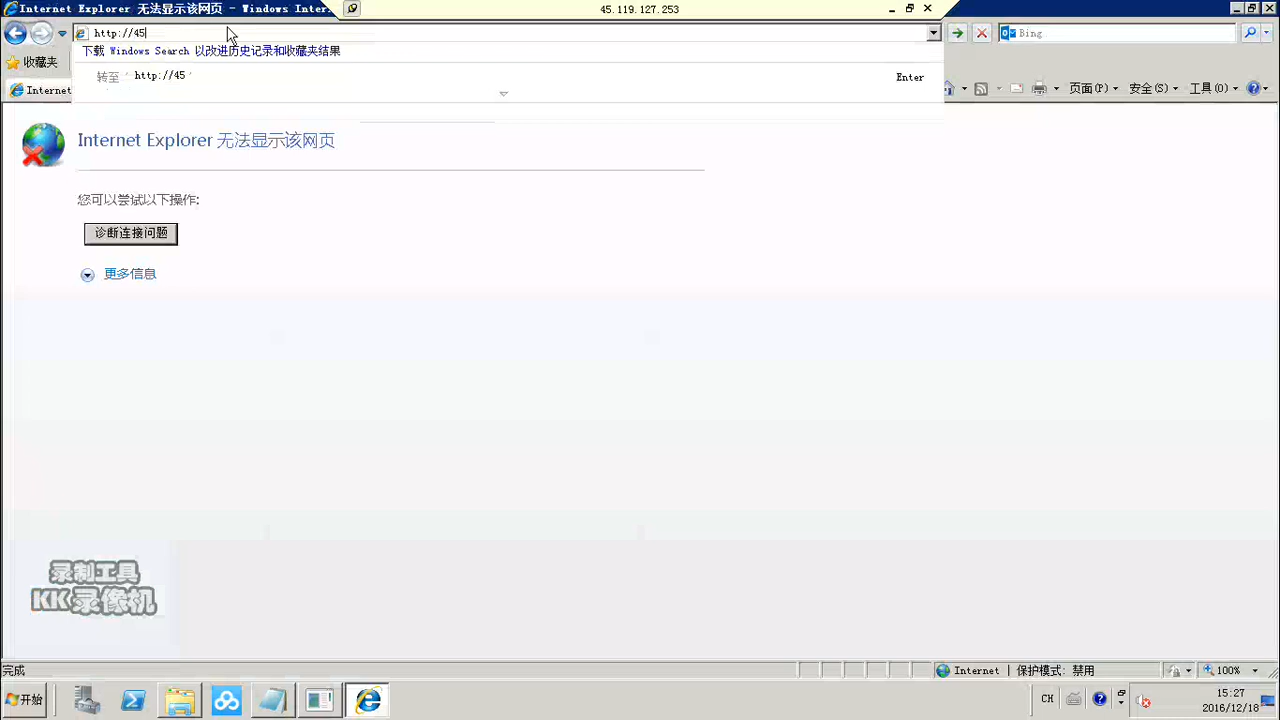 Internet Explorer 无法显示该网页 - Windows Inter
45.119.127.253
http://45
Bing
下载 Windows Search 以改进历史记录和收藏夹结果
收藏夹
转至 ' http://45 '
Enter
Internet
页面(P)
安全(S)
工具(O)
Internet Explorer 无法显示该网页
您可以尝试以下操作:
诊断连接问题
更多信息
录制工具
KK录像机
完成
Internet | 保护模式: 禁用
100%
开始
CH
15:27
2016/12/18